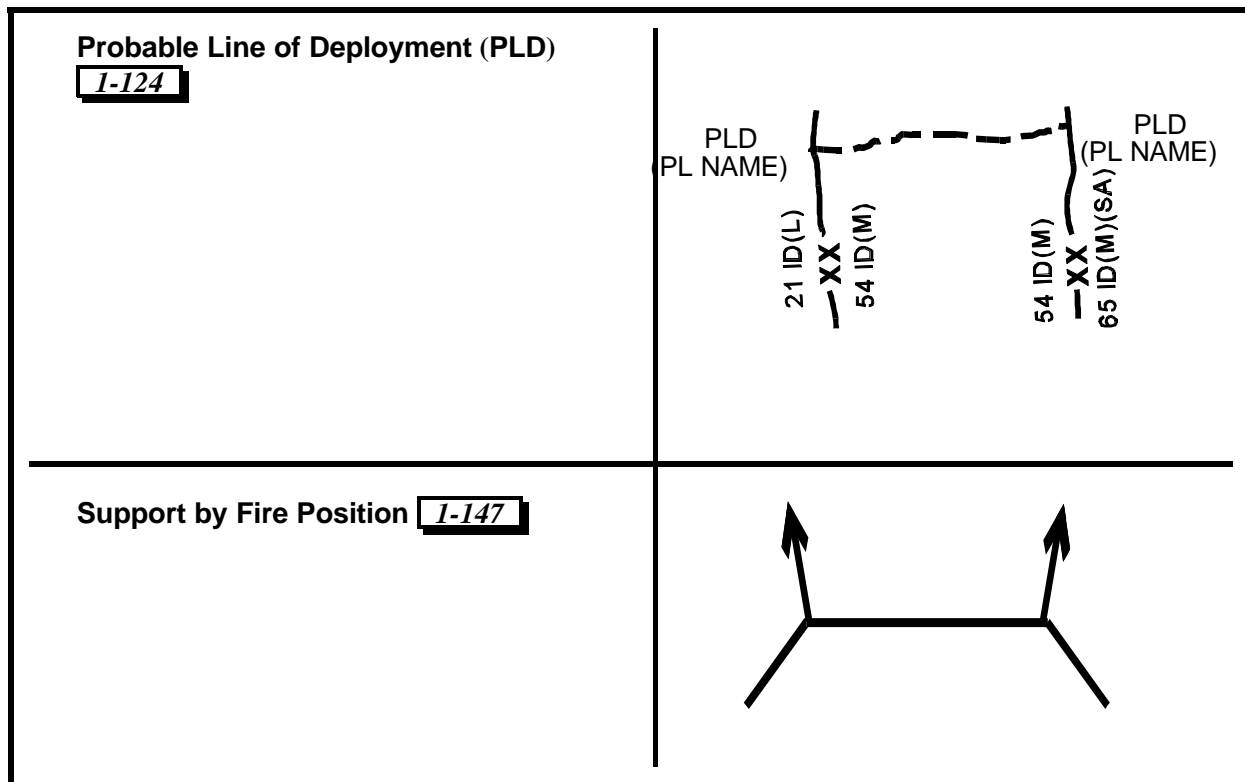 Probable Line of Deployment (PLD)
1-124
PLD
(PL NAME)
PLD
(PL NAME)
21 ID(L)
XX
54 ID(M)
54 ID(M)
XX
65 ID(M)(SA)
Support by Fire Position 1-147